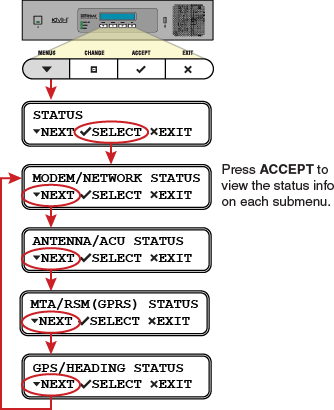 KVH
MENUS CHANGE ACCEPT EXIT
▼ ✓ ×
STATUS
▼NEXT ✓SELECT ×EXIT
MODEM/NETWORK STATUS
▼NEXT ✓SELECT ×EXIT
Press ACCEPT to
view the status info
on each submenu.
ANTENNA/ACU STATUS
▼NEXT ✓SELECT ×EXIT
MTA/RSM(GPRS) STATUS
▼NEXT ✓SELECT ×EXIT
GPS/HEADING STATUS
▼NEXT ✓SELECT ×EXIT